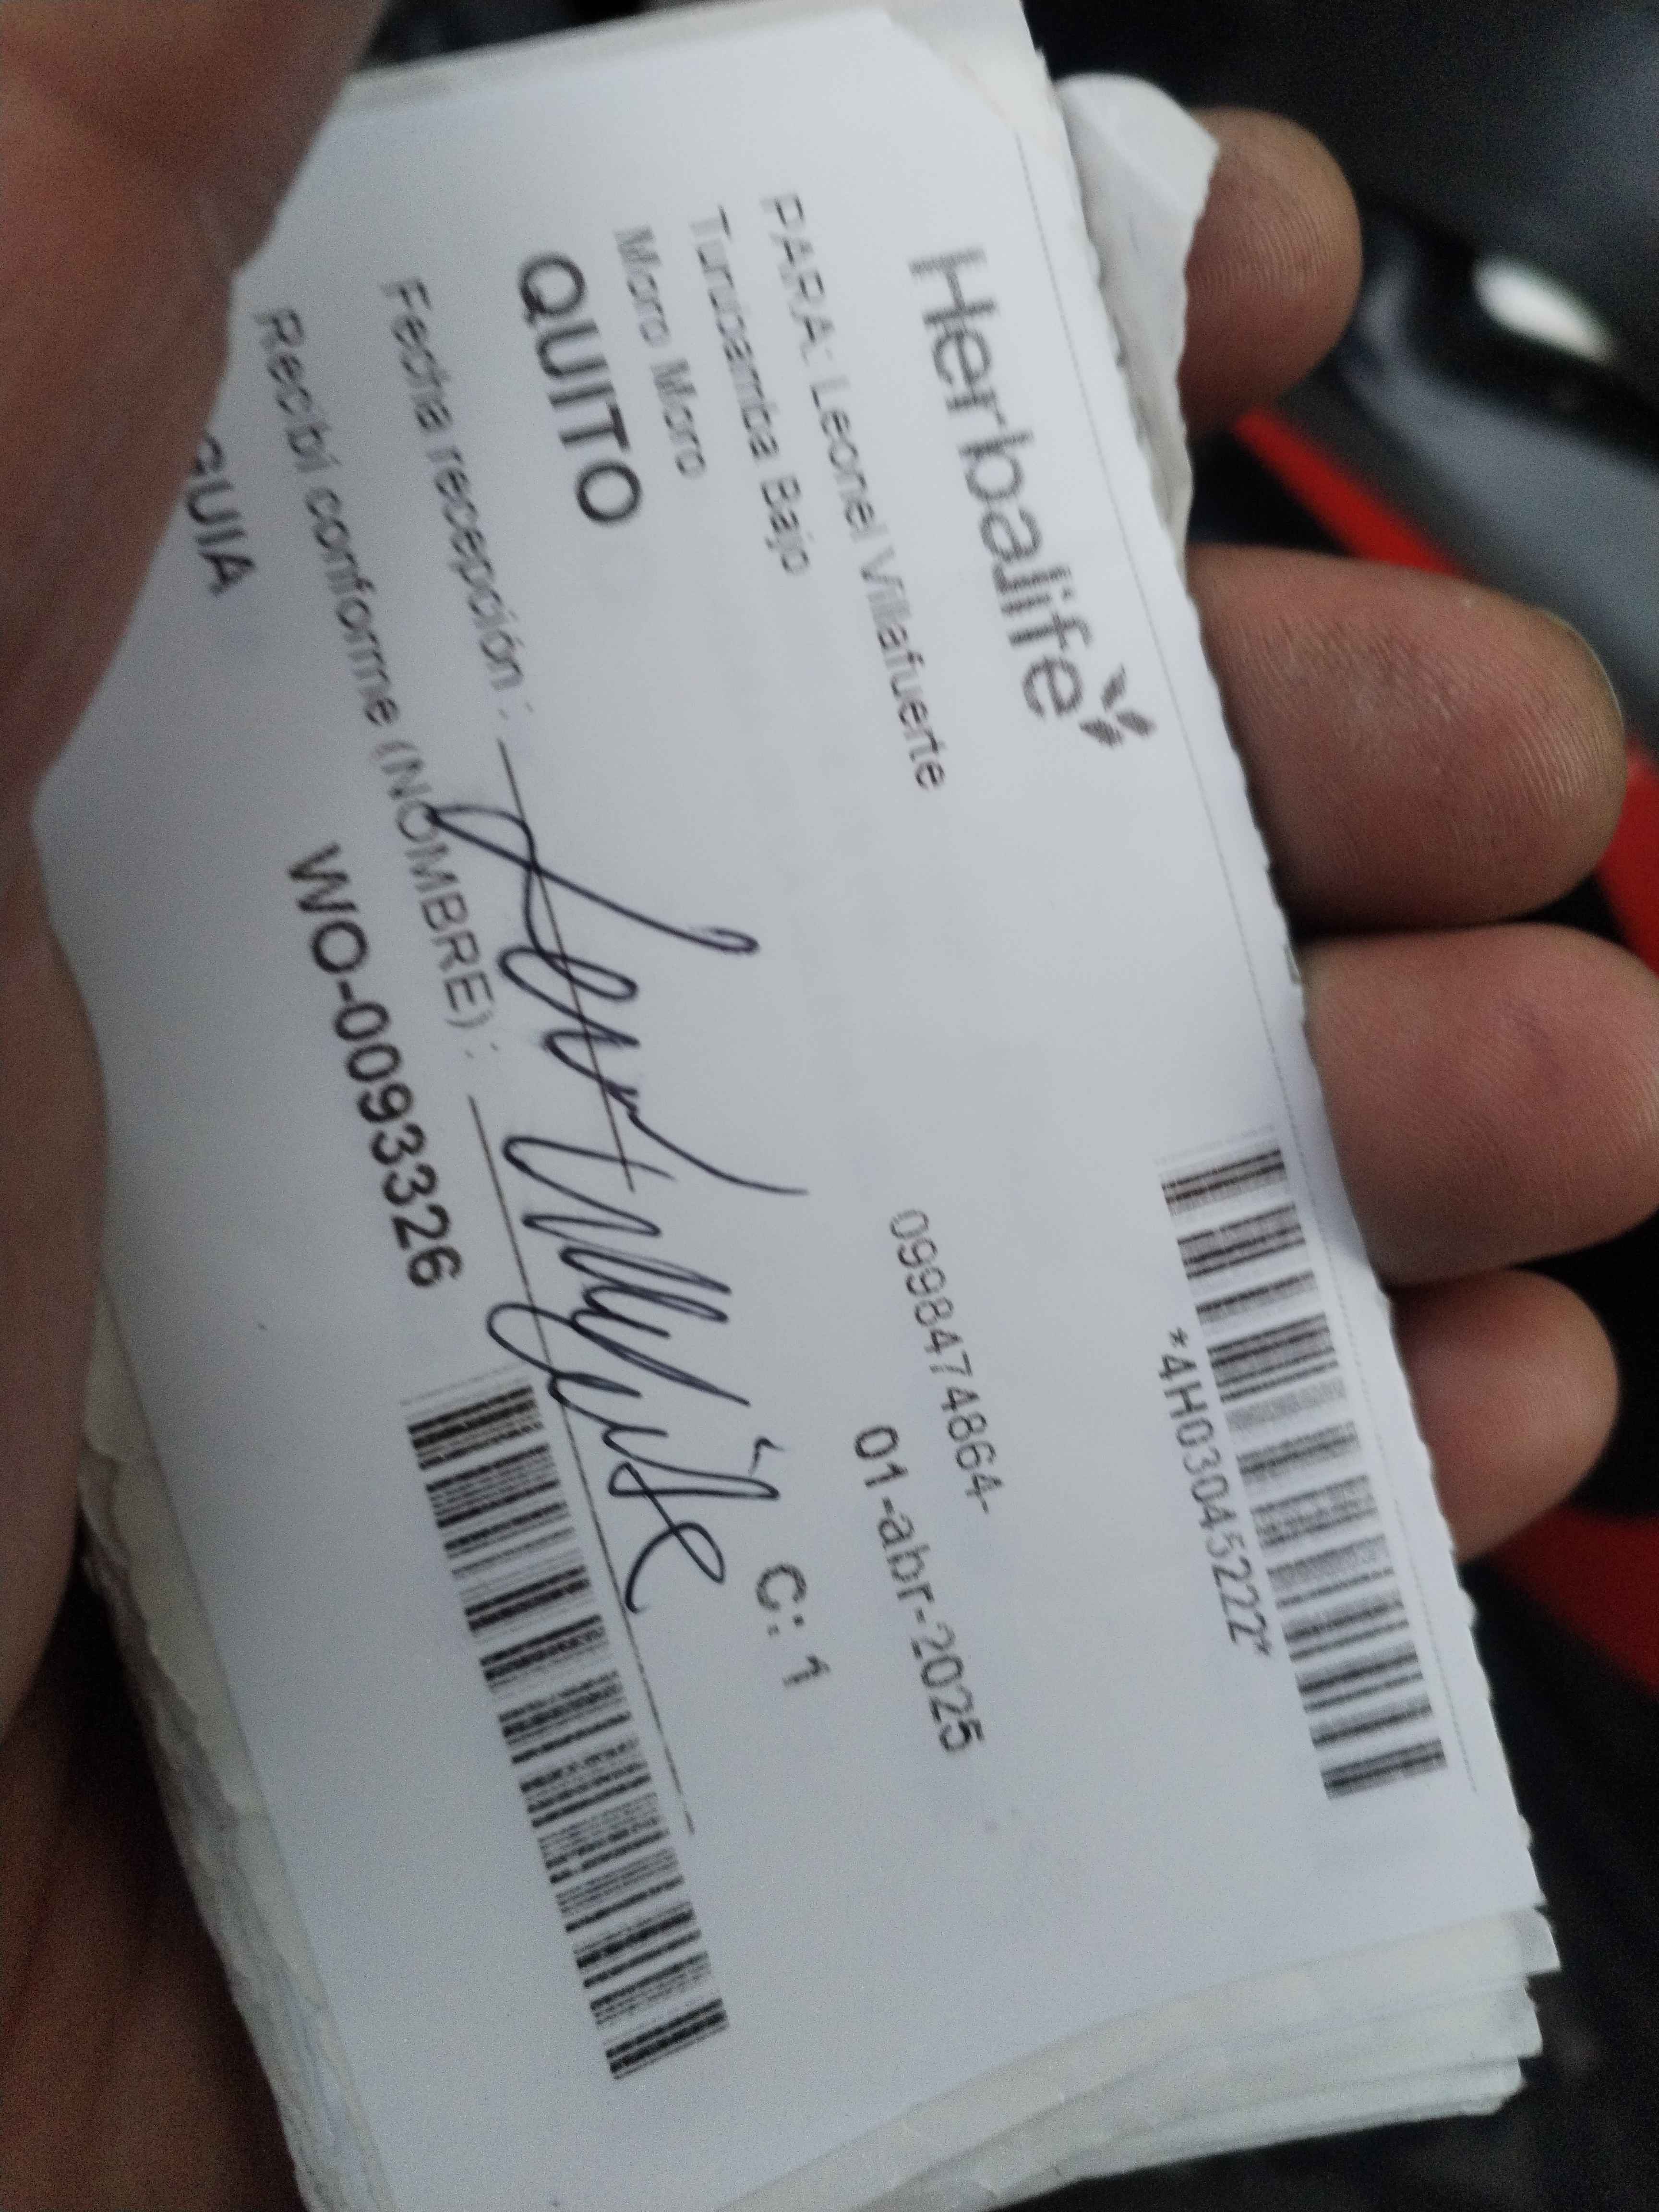 Herbalife
*4H03045222*
PARA: Leonel Villafuerte
0998474864-
Turubamba Bajo
01-abr-2025
Moro Moro
QUITO
C: 1
Fecha recepción :
Recibí conforme (NOMBRE) :
GUIA
WO-0093326